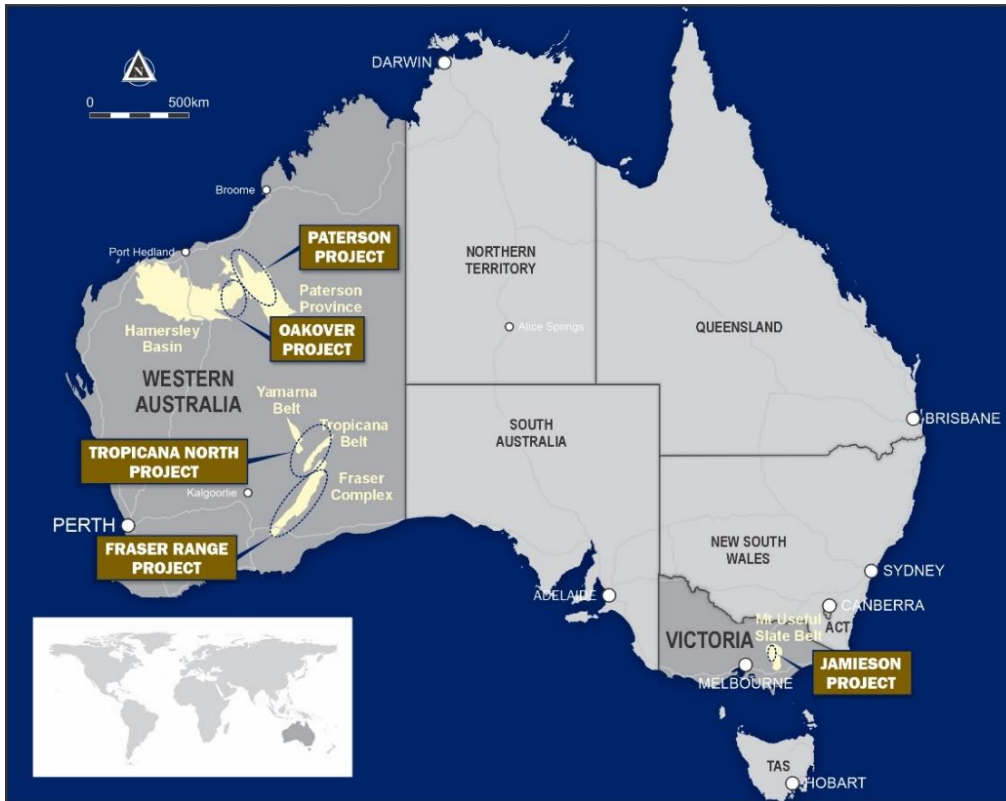 DARWIN
N
0 500km
Broome
Port Hedland
PATERSON
PROJECT
NORTHERN
TERRITORY
Paterson
Province
Hamersley
Basin
OAKOVER
PROJECT
Alice Springs
QUEENSLAND
WESTERN
AUSTRALIA
Yamarna
Belt
Tropicana
Belt
SOUTH
AUSTRALIA
BRISBANE
TROPICANA NORTH
PROJECT
Fraser
Complex
Kalgoorlie
PERTH
FRASER RANGE
PROJECT
NEW SOUTH
WALES
SYDNEY
ADELAIDE
CANBERRA
ACT
Mt Useful
Slate Belt
VICTORIA
MELBOURNE
JAMIESON
PROJECT
TAS
HOBART